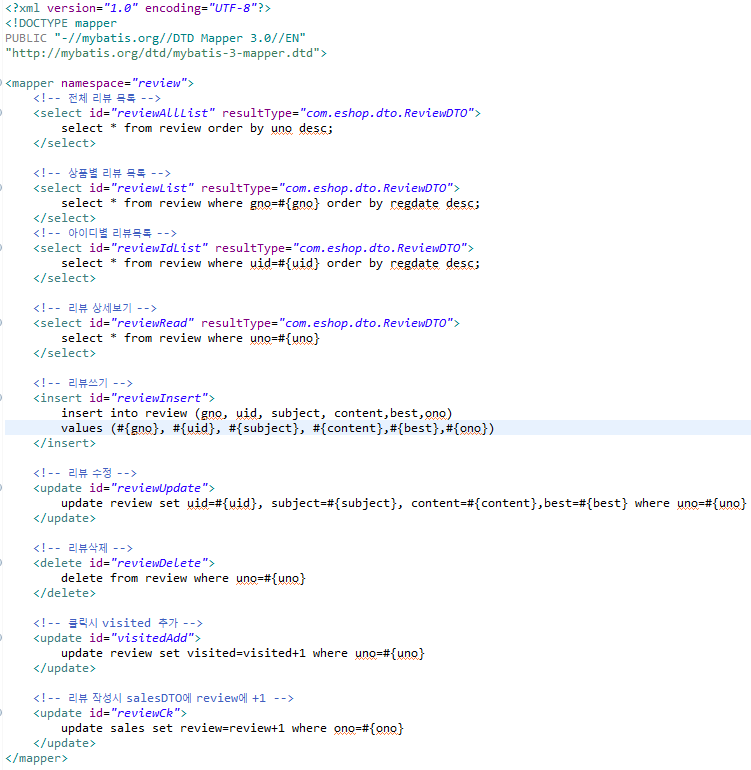 <?xml version="1.0" encoding="UTF-8"?>
<!DOCTYPE mapper
PUBLIC "-//mybatis.org//DTD Mapper 3.0//EN"
"http://mybatis.org/dtd/mybatis-3-mapper.dtd">
<mapper namespace="review">
<!-- 전체 리뷰 목록 -->
<select id="reviewAllList" resultType="com.eshop.dto.ReviewDTO">
select * from review order by uno desc;
</select>
<!-- 상품별 리뷰 목록 -->
<select id="reviewList" resultType="com.eshop.dto.ReviewDTO">
select * from review where gno=#{gno} order by regdate desc;
</select>
<!-- 아이디별 리뷰목록 -->
<select id="reviewIdList" resultType="com.eshop.dto.ReviewDTO">
select * from review where uid=#{uid} order by regdate desc;
</select>
<!-- 리뷰 상세보기 -->
<select id="reviewRead" resultType="com.eshop.dto.ReviewDTO">
select * from review where uno=#{uno}
</select>
<!-- 리뷰쓰기 -->
<insert id="reviewInsert">
insert into review (gno, uid, subject, content,best,ono)
values (#{gno}, #{uid}, #{subject}, #{content},#{best},#{ono})
</insert>
<!-- 리뷰 수정 -->
<update id="reviewUpdate">
update review set uid=#{uid}, subject=#{subject}, content=#{content},best=#{best} where uno=#{uno}
</update>
<!-- 리뷰삭제 -->
<delete id="reviewDelete">
delete from review where uno=#{uno}
</delete>
<!-- 클릭시 visited 추가 -->
<update id="visitedAdd">
update review set visited=visited+1 where uno=#{uno}
</update>
<!-- 리뷰 작성시 salesDTO에 review에 +1 -->
<update id="reviewCk">
update sales set review=review+1 where ono=#{ono}
</update>
</mapper>